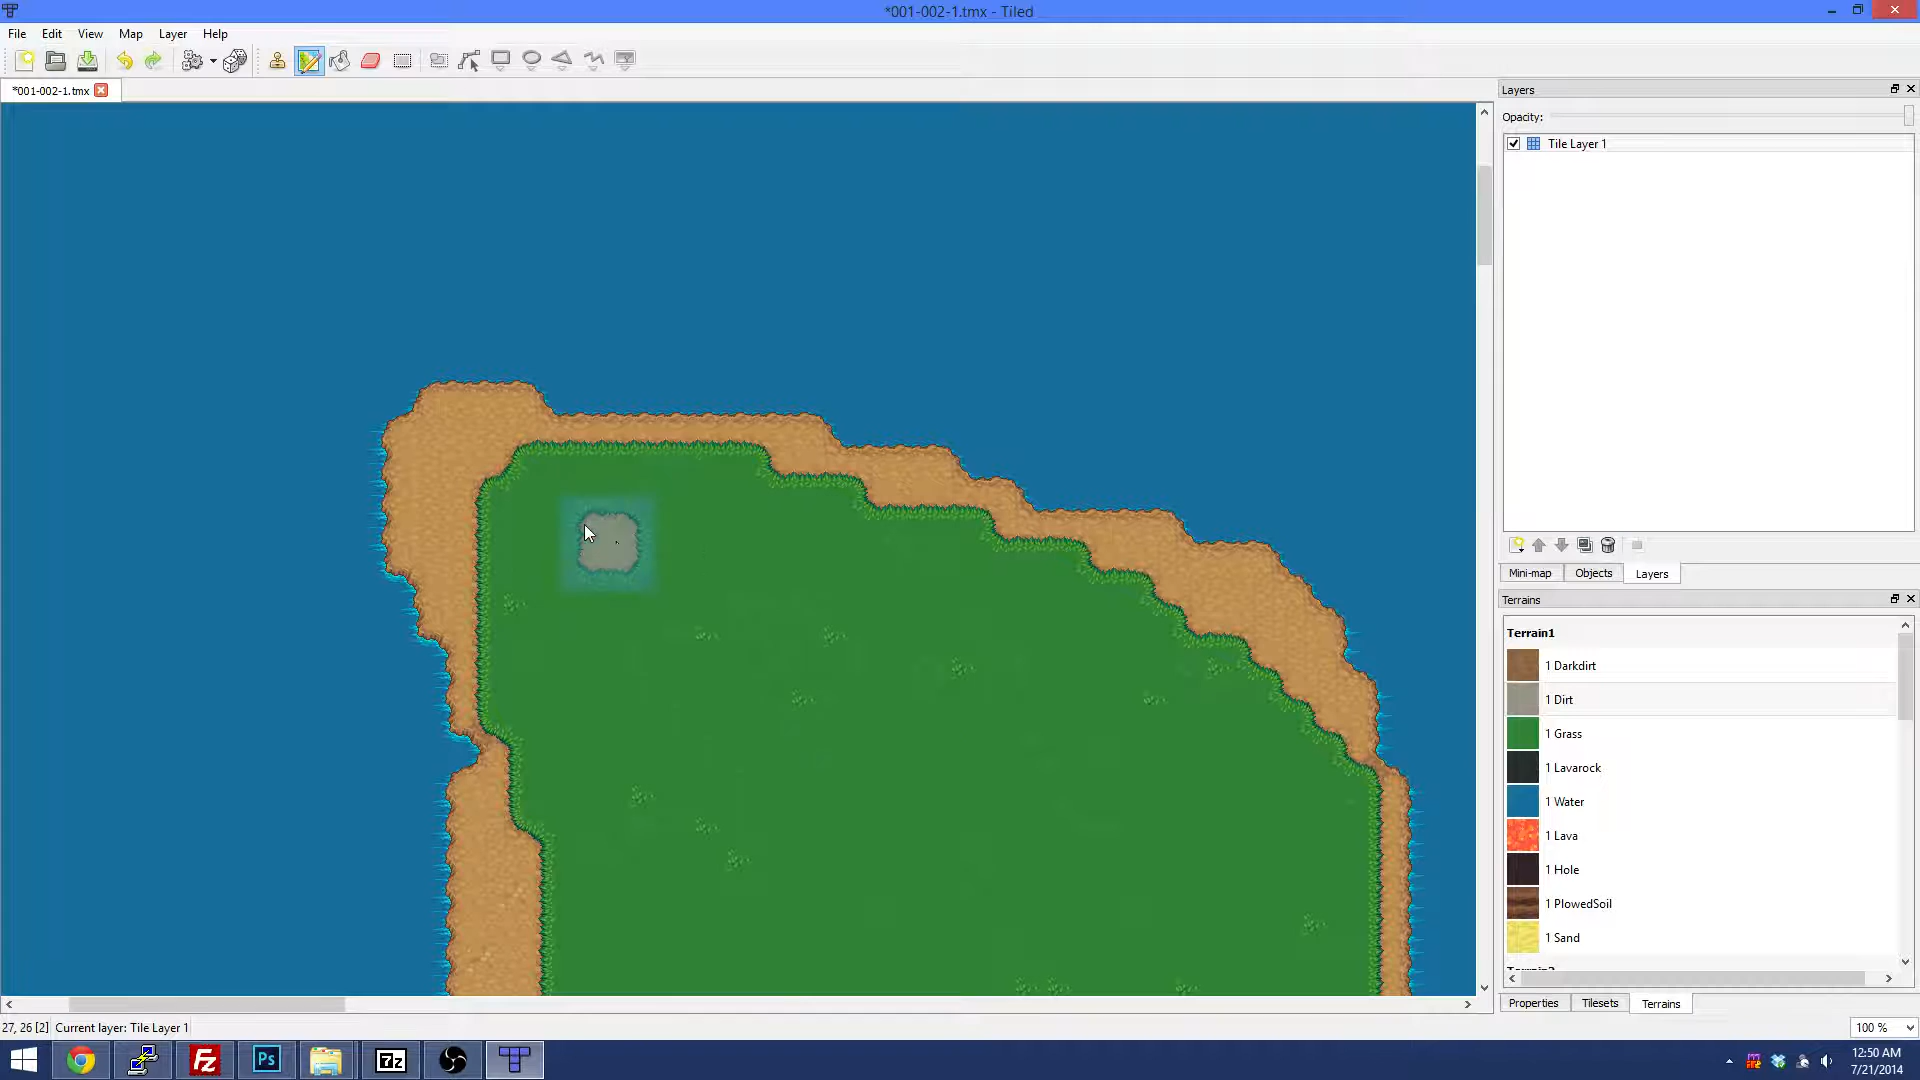 *001-002-1.tmx - Tiled
File Edit View Map Layer Help
*001-002-1.tmx
Layers
Opacity:
Tile Layer 1
Mini-map Objects Layers
Terrains
Terrain1
1 Darkdirt
1 Dirt
1 Grass
1 Lavarock
1 Water
1 Lava
1 Hole
1 PlowedSoil
1 Sand
Properties Tilesets Terrains
27, 26 [2] Current layer: Tile Layer 1
100 %
Fz Ps 7z
12:50 AM
7/21/2014